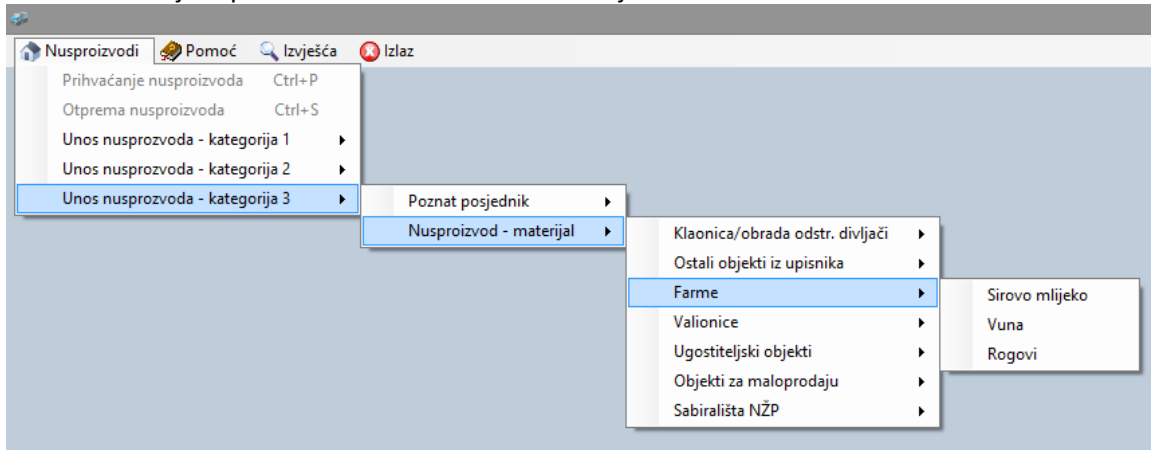 Nusproizvodi Pomoć Izvješća Izlaz
Prihvaćanje nusproizvoda Ctrl+P
Otprema nusproizvoda Ctrl+S
Unos nusprozvoda - kategorija 1
Unos nusprozvoda - kategorija 2
Unos nusprozvoda - kategorija 3
Poznat posjednik
Nusproizvod - materijal
Klaonica/obrada odstr. divljači
Ostali objekti iz upisnika
Farme
Valionice
Ugostiteljski objekti
Objekti za maloprodaju
Sabirališta NŽP
Sirovo mlijeko
Vuna
Rogovi